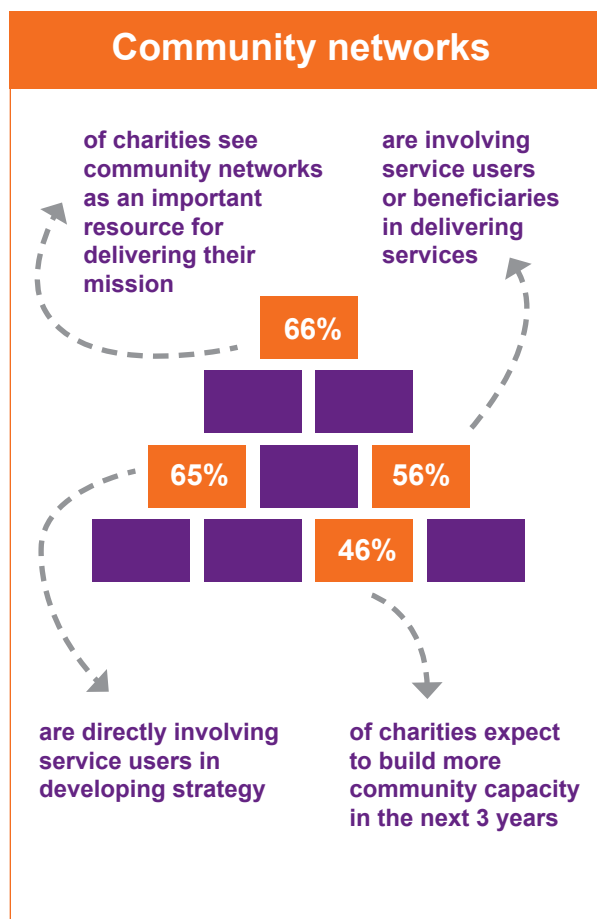 Community networks
of charities see
community networks
as an important
resource for
delivering their
mission
are involving
service users
or beneficiaries
in delivering
services
66%
65%
56%
46%
are directly involving
service users in
developing strategy
of charities expect
to build more
community capacity
in the next 3 years